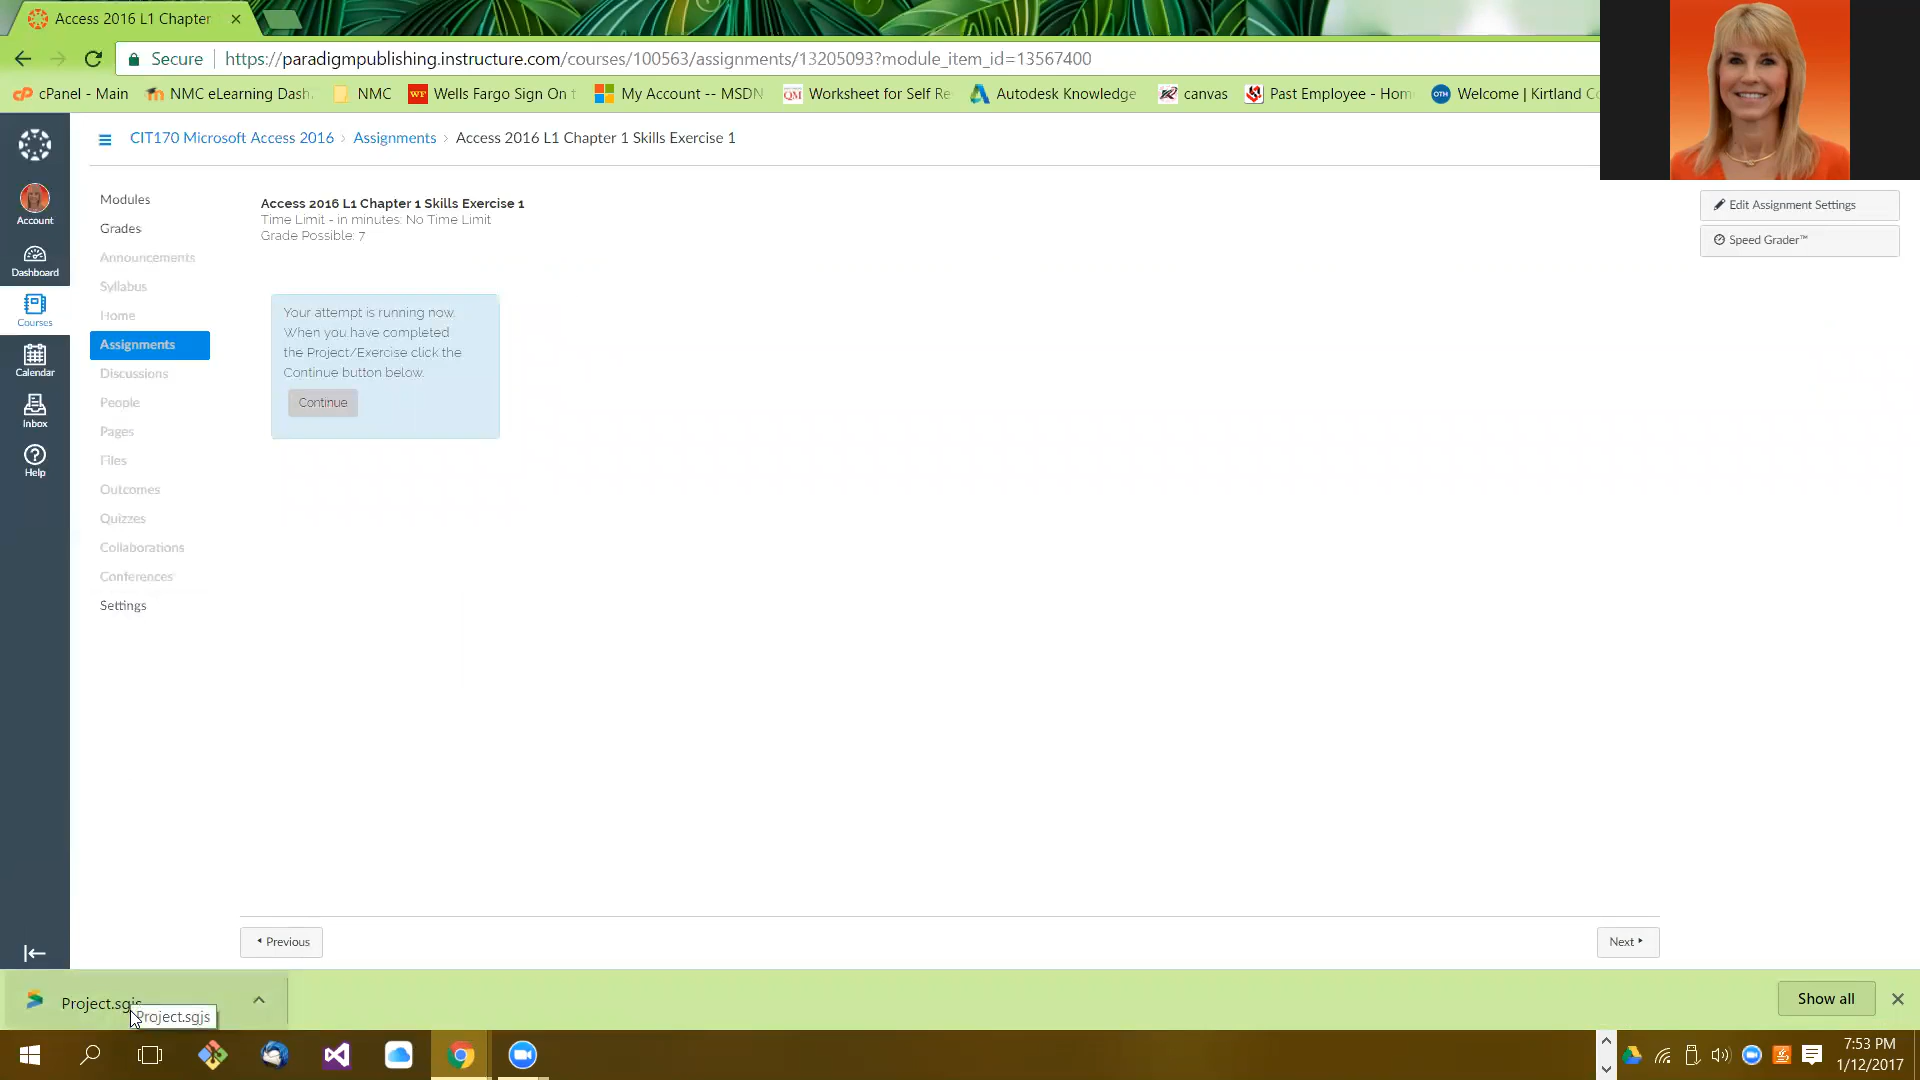 Access 2016 L1 Chapter
Secure
https://paradigmpublishing.instructure.com/courses/100563/assignments/13205093?module_item_id=13567400
cPanel - Main
NMC eLearning Dash
NMC
Wells Fargo Sign On t
My Account -- MSDN
QM
Worksheet for Self Re
Autodesk Knowledge
canvas
Past Employee - Hom
OTH
Welcome | Kirtland Co
CIT170 Microsoft Access 2016 › Assignments › Access 2016 L1 Chapter 1 Skills Exercise 1
Account
Dashboard
Courses
Calendar
Inbox
Help
Modules
Grades
Announcements
Syllabus
Home
Assignments
Discussions
People
Pages
Files
Outcomes
Quizzes
Collaborations
Conferences
Settings
Access 2016 L1 Chapter 1 Skills Exercise 1
Time Limit - in minutes: No Time Limit
Grade Possible: 7
Your attempt is running now.
When you have completed
the Project/Exercise click the
Continue button below.
Continue
Edit Assignment Settings
Speed Grader™
Previous
Next
Project.sgjs
Project.sgjs
Show all
7:53 PM
1/12/2017